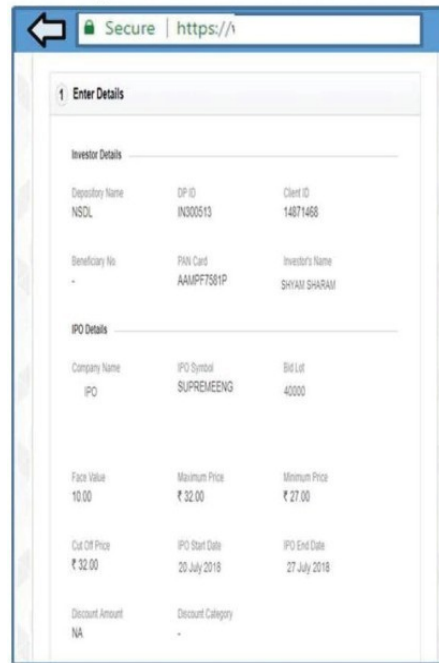 Secure | https://
1 Enter Details
Investor Details
Depository Name DP ID Client ID
NSDL IN300513 14871468
Beneficiary No PAN Card Investor's Name
- AAMPF7581P SHYAM SHARAM
IPO Details
Company Name IPO Symbol Bid Lot
IPO SUPREMEENG 40000
Face Value Maximum Price Minimum Price
10.00 ₹ 32.00 ₹ 27.00
Cut Off Price IPO Start Date IPO End Date
₹ 32.00 20 July 2018 27 July 2018
Discount Amount Discount Category
NA -